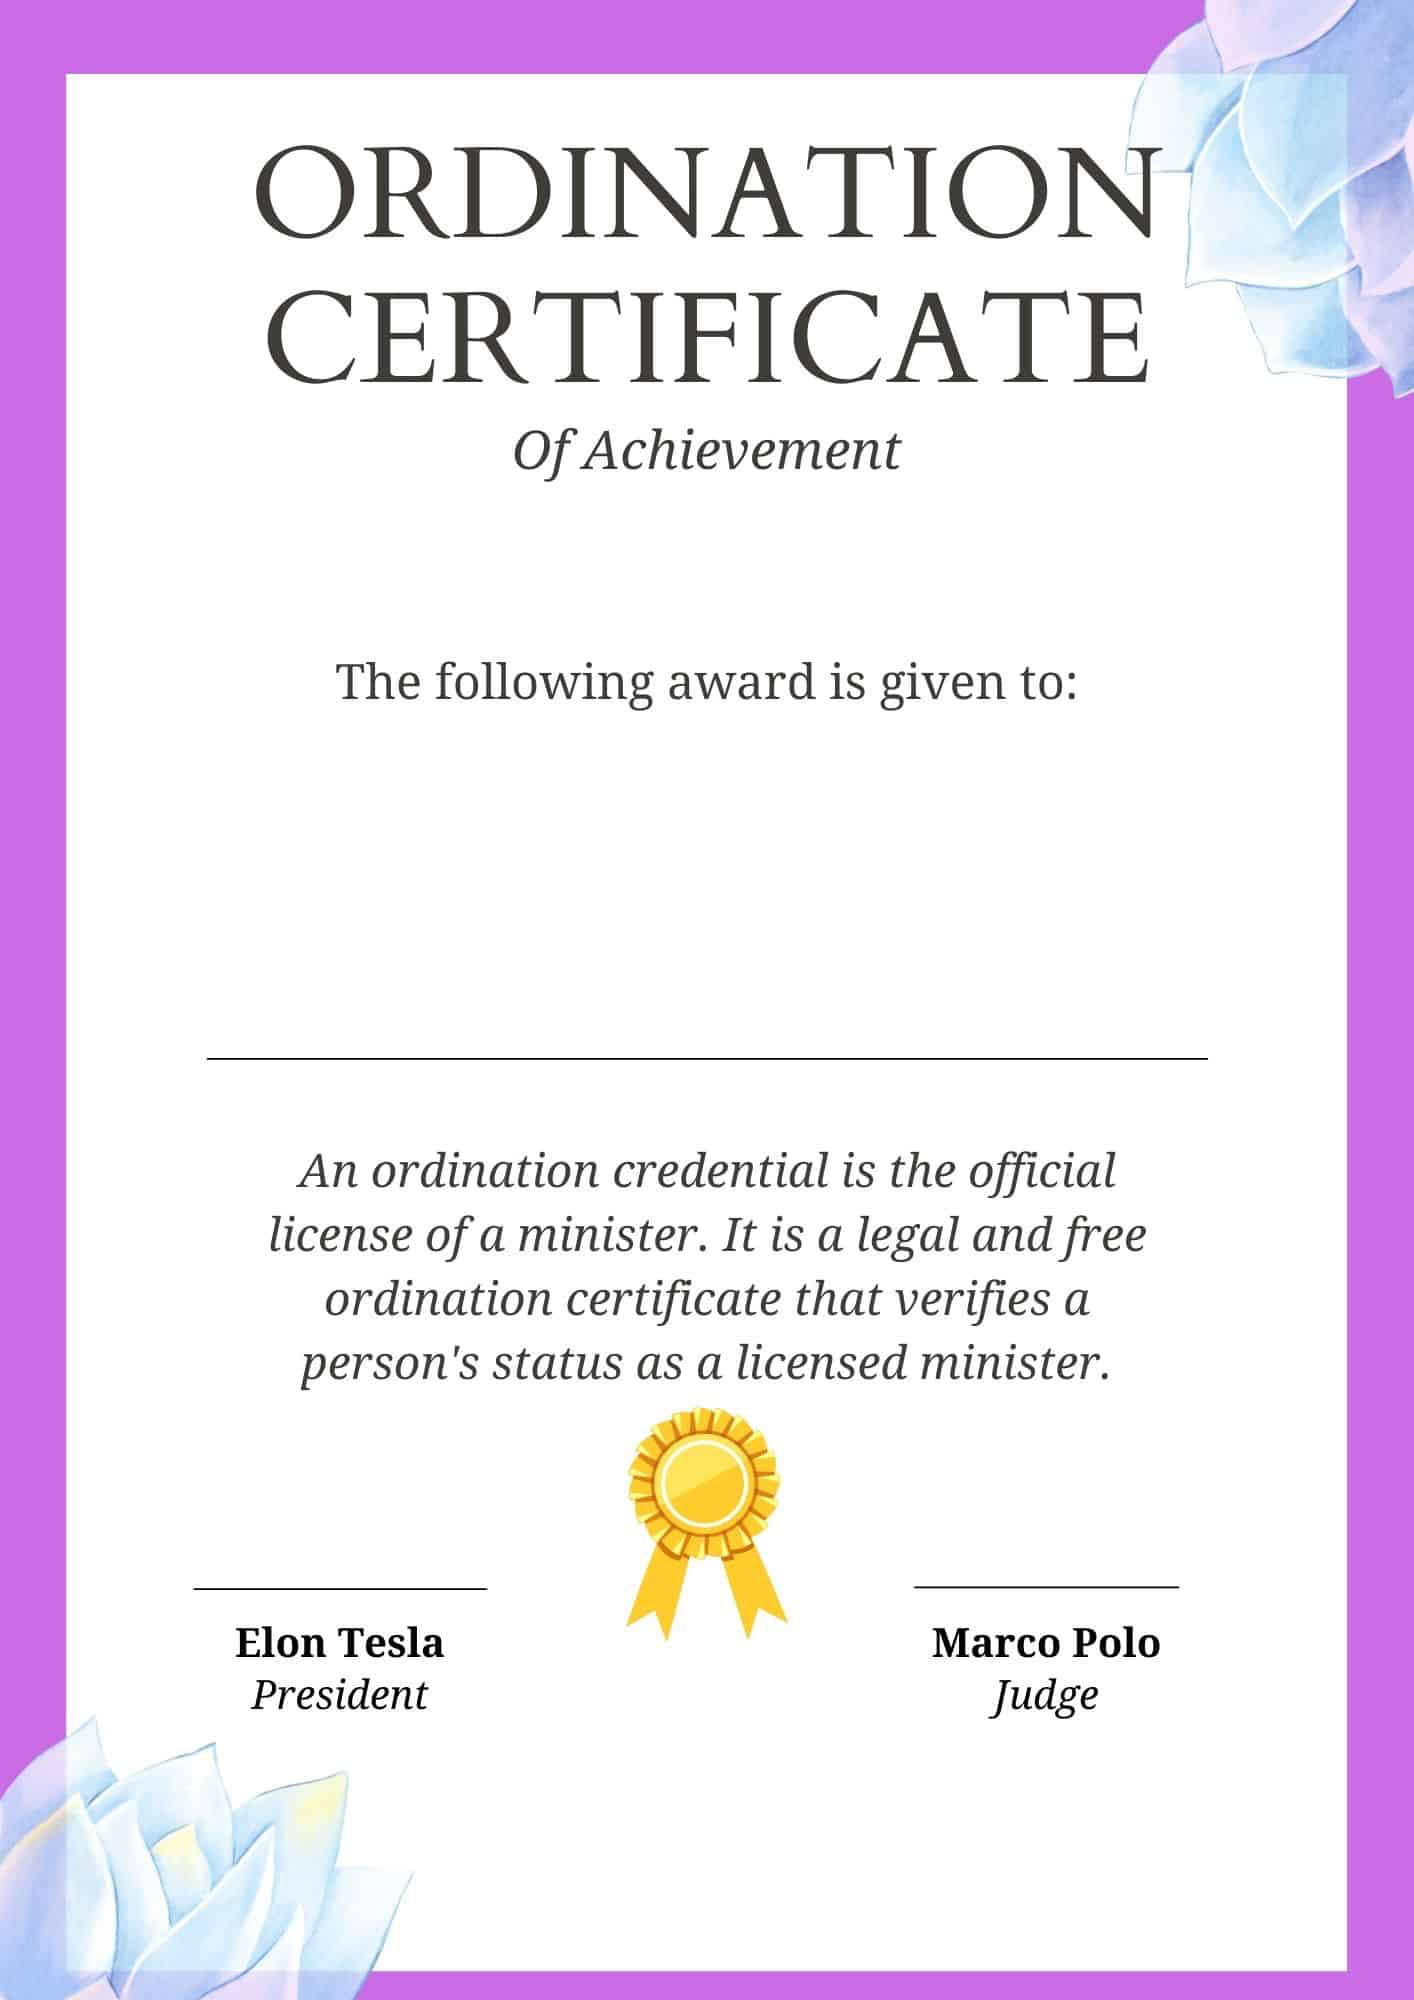 ORDINATION
CERTIFICATE
Of Achievement
The following award is given to:
An ordination credential is the official
license of a minister. It is a legal and free
ordination certificate that verifies a
person's status as a licensed minister.
Elon Tesla
President
Marco Polo
Judge